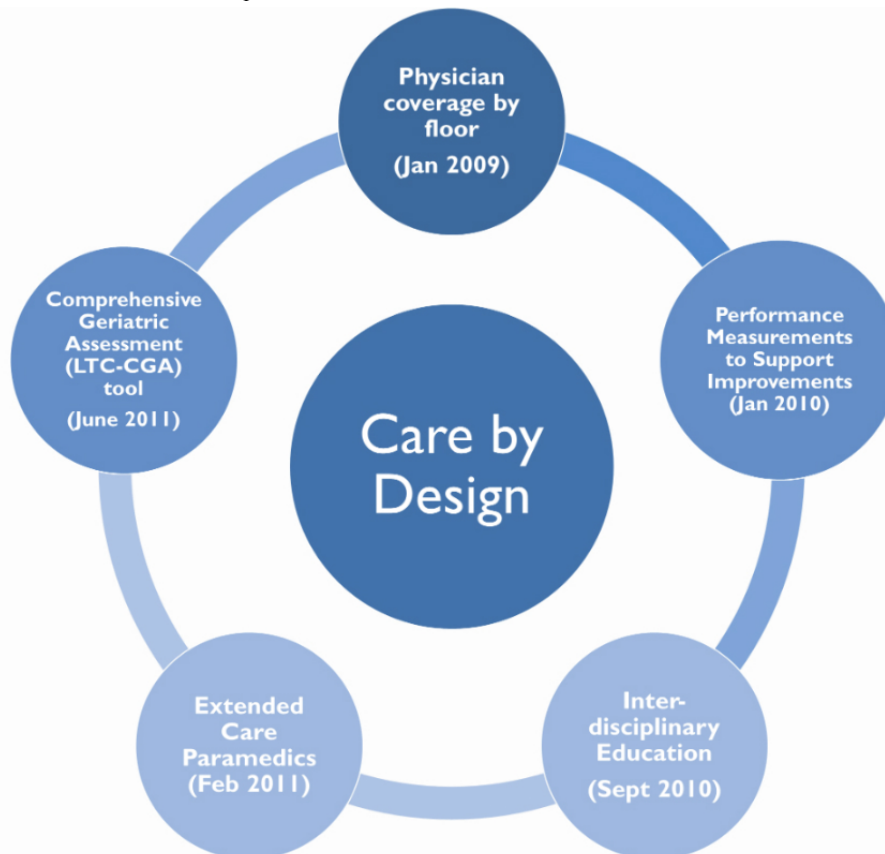 Physician
coverage by
floor
(Jan 2009)
Performance
Measurements
to Support
Improvements
(Jan 2010)
Inter-
disciplinary
Education
(Sept 2010)
Extended
Care
Paramedics
(Feb 2011)
Comprehensive
Geriatric
Assessment
(LTC-CGA)
tool
(June 2011)
Care by
Design